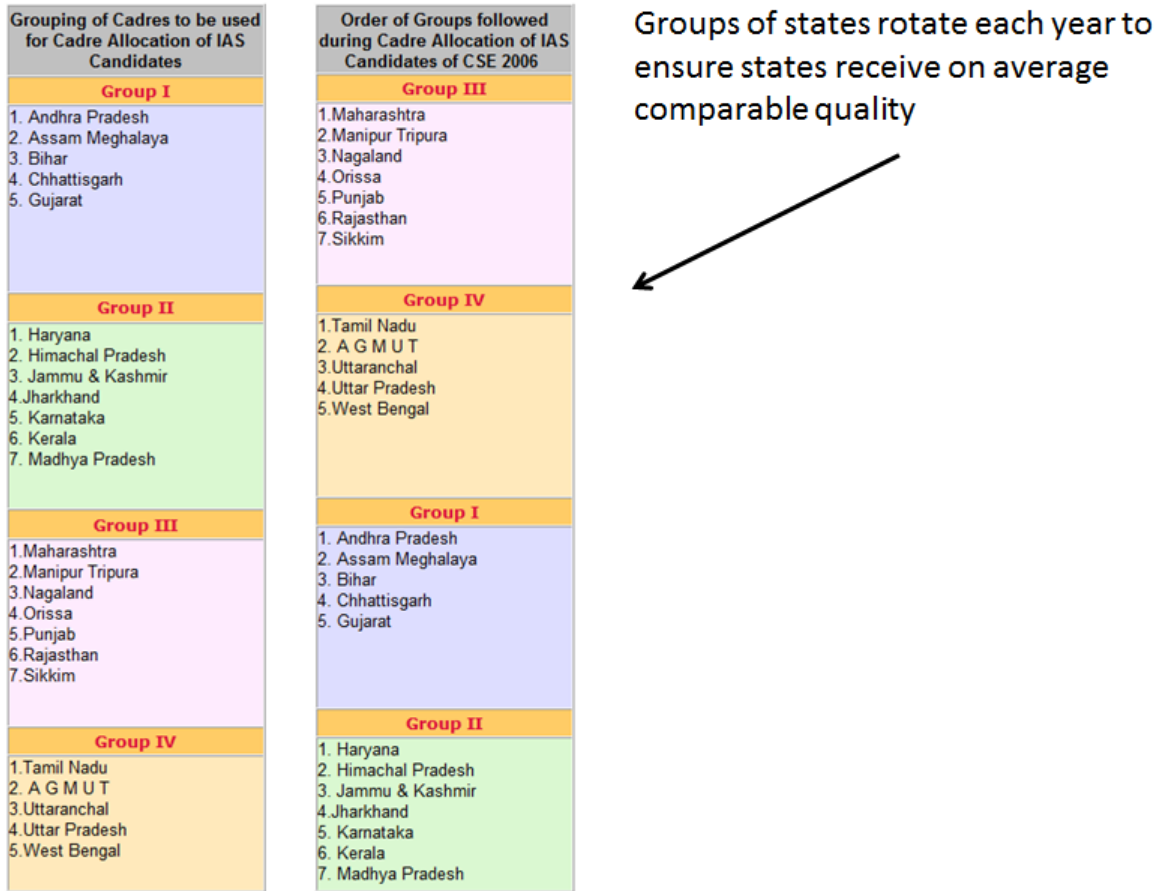 Grouping of Cadres to be used
for Cadre Allocation of IAS
Candidates
Group I
1. Andhra Pradesh
2. Assam Meghalaya
3. Bihar
4. Chhattisgarh
5. Gujarat
Group II
1. Haryana
2. Himachal Pradesh
3. Jammu & Kashmir
4.Jharkhand
5. Karnataka
6. Kerala
7. Madhya Pradesh
Group III
1.Maharashtra
2.Manipur Tripura
3.Nagaland
4.Orissa
5.Punjab
6.Rajasthan
7.Sikkim
Group IV
1.Tamil Nadu
2. A G M U T
3.Uttaranchal
4.Uttar Pradesh
5.West Bengal
Order of Groups followed
during Cadre Allocation of IAS
Candidates of CSE 2006
Group III
1.Maharashtra
2.Manipur Tripura
3.Nagaland
4.Orissa
5.Punjab
6.Rajasthan
7.Sikkim
Group IV
1.Tamil Nadu
2. A G M U T
3.Uttaranchal
4.Uttar Pradesh
5.West Bengal
Group I
1. Andhra Pradesh
2. Assam Meghalaya
3. Bihar
4. Chhattisgarh
5. Gujarat
Group II
1. Haryana
2. Himachal Pradesh
3. Jammu & Kashmir
4.Jharkhand
5. Karnataka
6. Kerala
7. Madhya Pradesh
Groups of states rotate each year to
ensure states receive on average
comparable quality